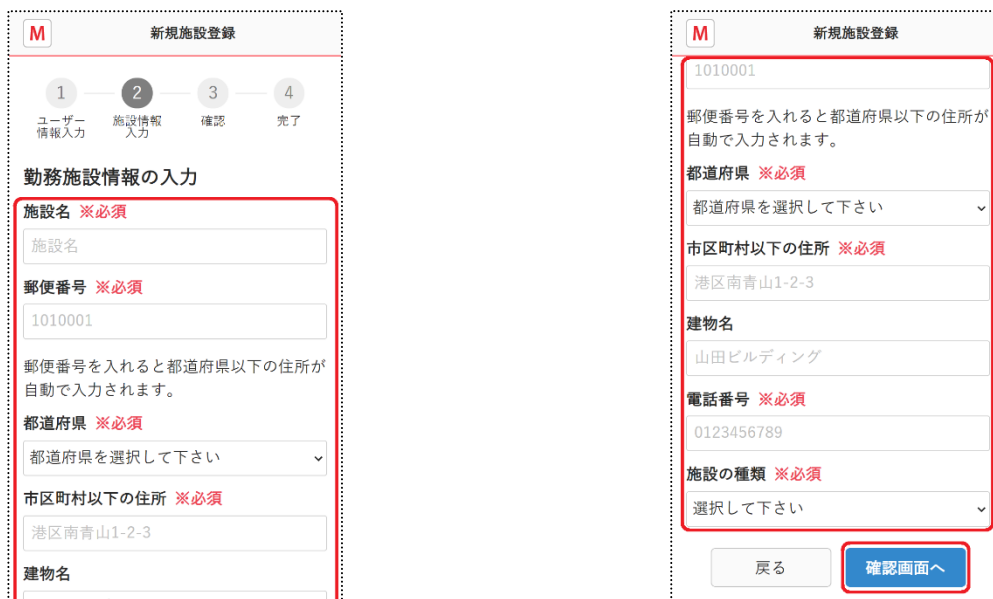 M 新規施設登録
1 2 3 4
ユーザー 施設情報 確認 完了
情報入力 入力
勤務施設情報の入力
施設名 ※必須
施設名
郵便番号 ※必須
1010001
郵便番号を入れると都道府県以下の住所が
自動で入力されます。
都道府県 ※必須
都道府県を選択して下さい
市区町村以下の住所 ※必須
港区南青山1-2-3
建物名
M 新規施設登録
1010001
郵便番号を入れると都道府県以下の住所が
自動で入力されます。
都道府県 ※必須
都道府県を選択して下さい
市区町村以下の住所 ※必須
港区南青山1-2-3
建物名
山田ビルディング
電話番号 ※必須
0123456789
施設の種類 ※必須
選択して下さい
戻る 確認画面へ